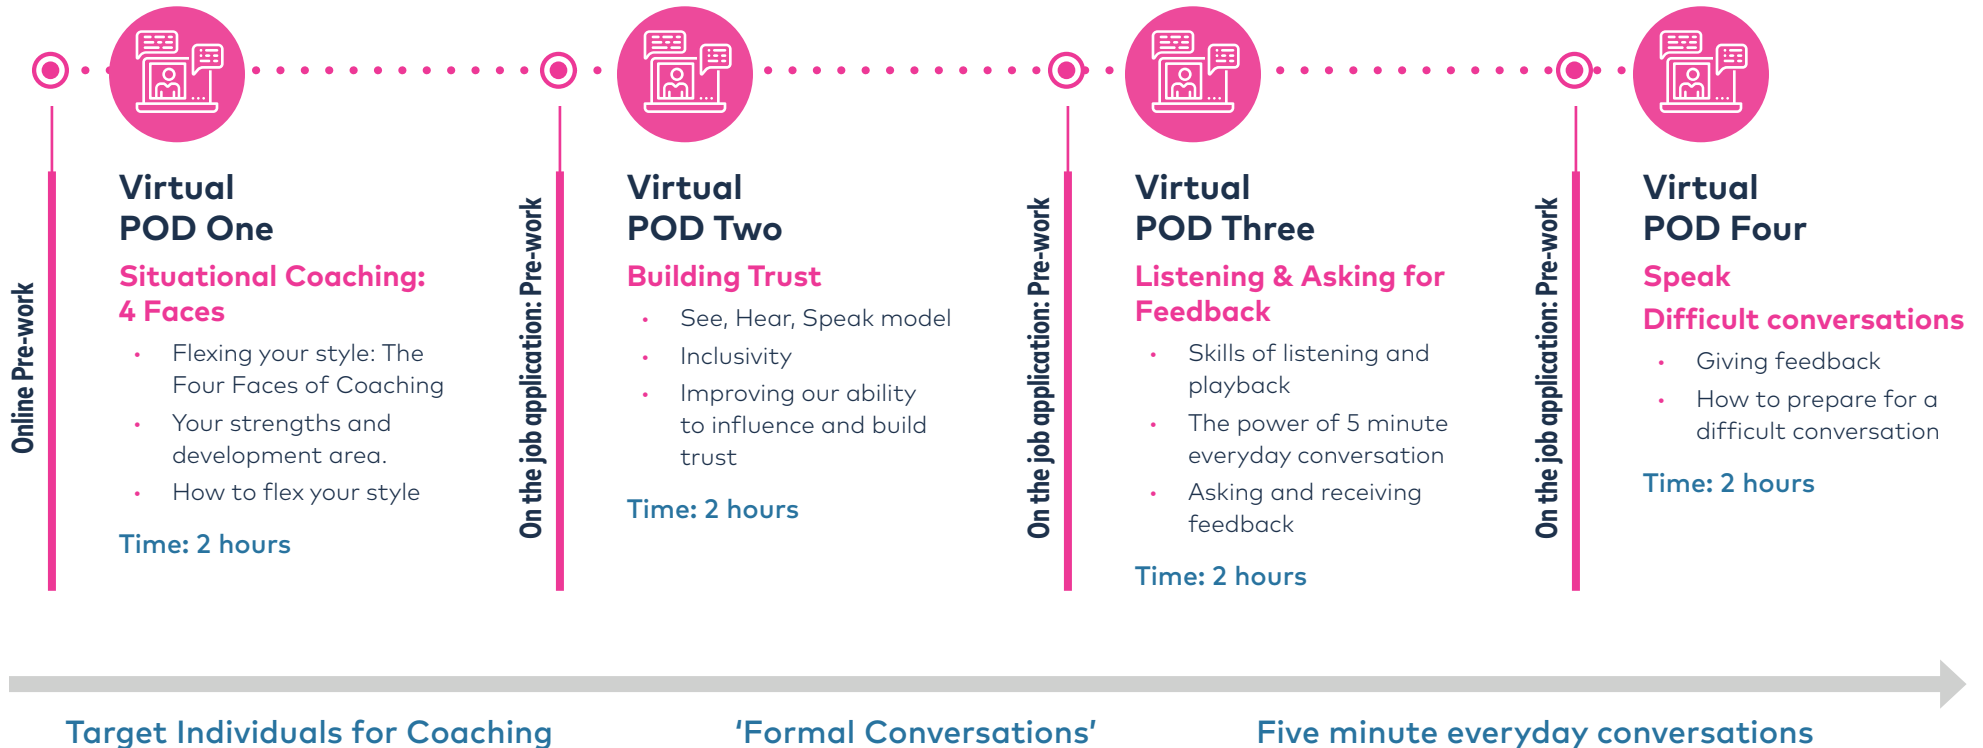 Online Pre-work
Virtual
POD One
Situational Coaching:
4 Faces
• Flexing your style: The
Four Faces of Coaching
• Your strengths and
development area.
• How to flex your style
Time: 2 hours
On the job application: Pre-work
Virtual
POD Two
Building Trust
• See, Hear, Speak model
• Inclusivity
• Improving our ability
to influence and build
trust
Time: 2 hours
On the job application: Pre-work
Virtual
POD Three
Listening & Asking for
Feedback
• Skills of listening and
playback
• The power of 5 minute
everyday conversation
• Asking and receiving
feedback
Time: 2 hours
On the job application: Pre-work
Virtual
POD Four
Speak
Difficult conversations
• Giving feedback
• How to prepare for a
difficult conversation
Time: 2 hours
Target Individuals for Coaching
'Formal Conversations'
Five minute everyday conversations